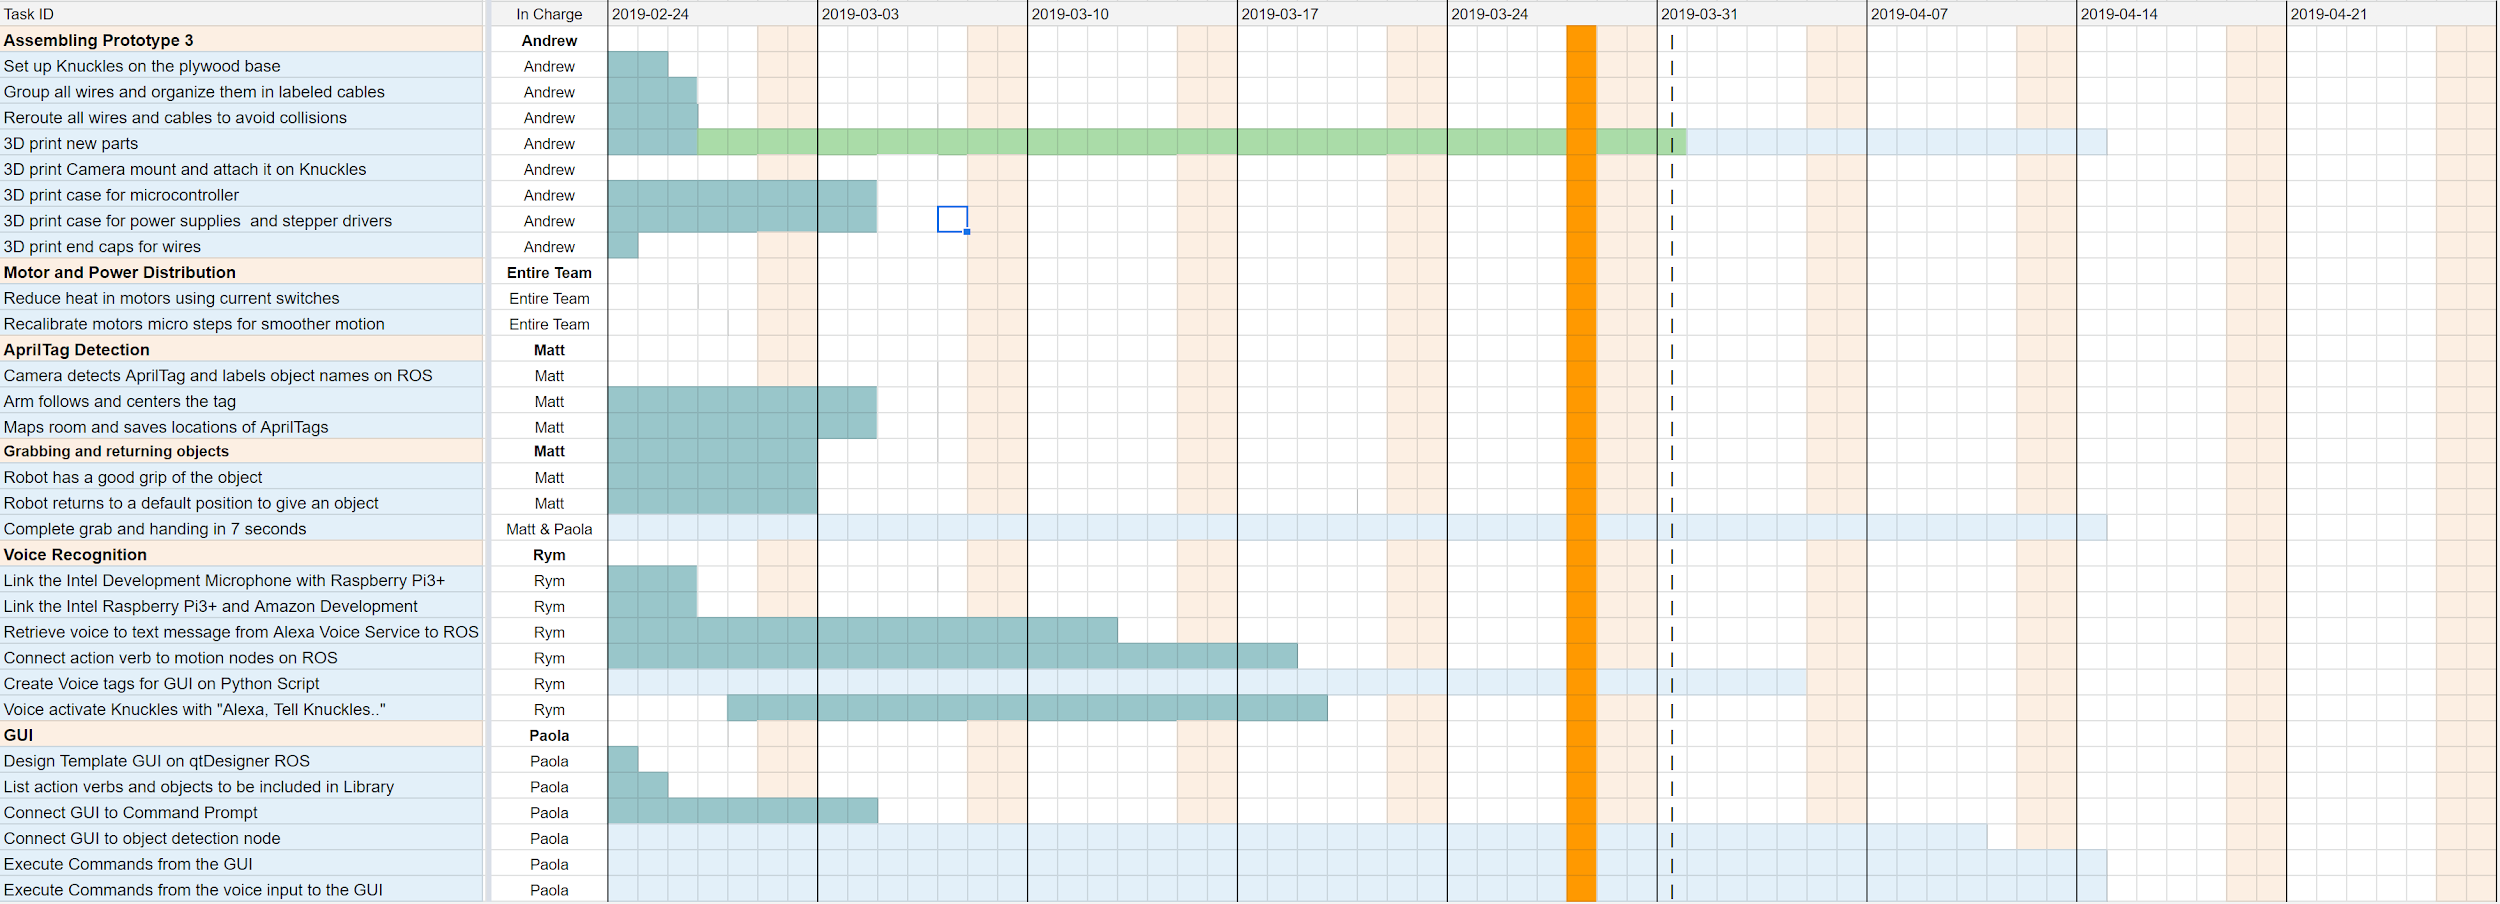 Task ID In Charge 2019-02-24 2019-03-03 2019-03-10 2019-03-17 2019-03-24 2019-03-31 2019-04-07 2019-04-14 2019-04-21
Assembling Prototype 3 Andrew
Set up Knuckles on the plywood base Andrew
Group all wires and organize them in labeled cables Andrew
Reroute all wires and cables to avoid collisions Andrew
3D print new parts Andrew
3D print Camera mount and attach it on Knuckles Andrew
3D print case for microcontroller Andrew
3D print case for power supplies  and stepper drivers Andrew
3D print end caps for wires Andrew
Motor and Power Distribution Entire Team
Reduce heat in motors using current switches Entire Team
Recalibrate motors micro steps for smoother motion Entire Team
AprilTag Detection Matt
Camera detects AprilTag and labels object names on ROS Matt
Arm follows and centers the tag Matt
Maps room and saves locations of AprilTags Matt
Grabbing and returning objects Matt
Robot has a good grip of the object Matt
Robot returns to a default position to give an object Matt
Complete grab and handing in 7 seconds Matt & Paola
Voice Recognition Rym
Link the Intel Development Microphone with Raspberry Pi3+ Rym
Link the Intel Raspberry Pi3+ and Amazon Development Rym
Retrieve voice to text message from Alexa Voice Service to ROS Rym
Connect action verb to motion nodes on ROS Rym
Create Voice tags for GUI on Python Script Rym
Voice activate Knuckles with "Alexa, Tell Knuckles.." Rym
GUI Paola
Design Template GUI on qtDesigner ROS Paola
List action verbs and objects to be included in Library Paola
Connect GUI to Command Prompt Paola
Connect GUI to object detection node Paola
Execute Commands from the GUI Paola
Execute Commands from the voice input to the GUI Paola